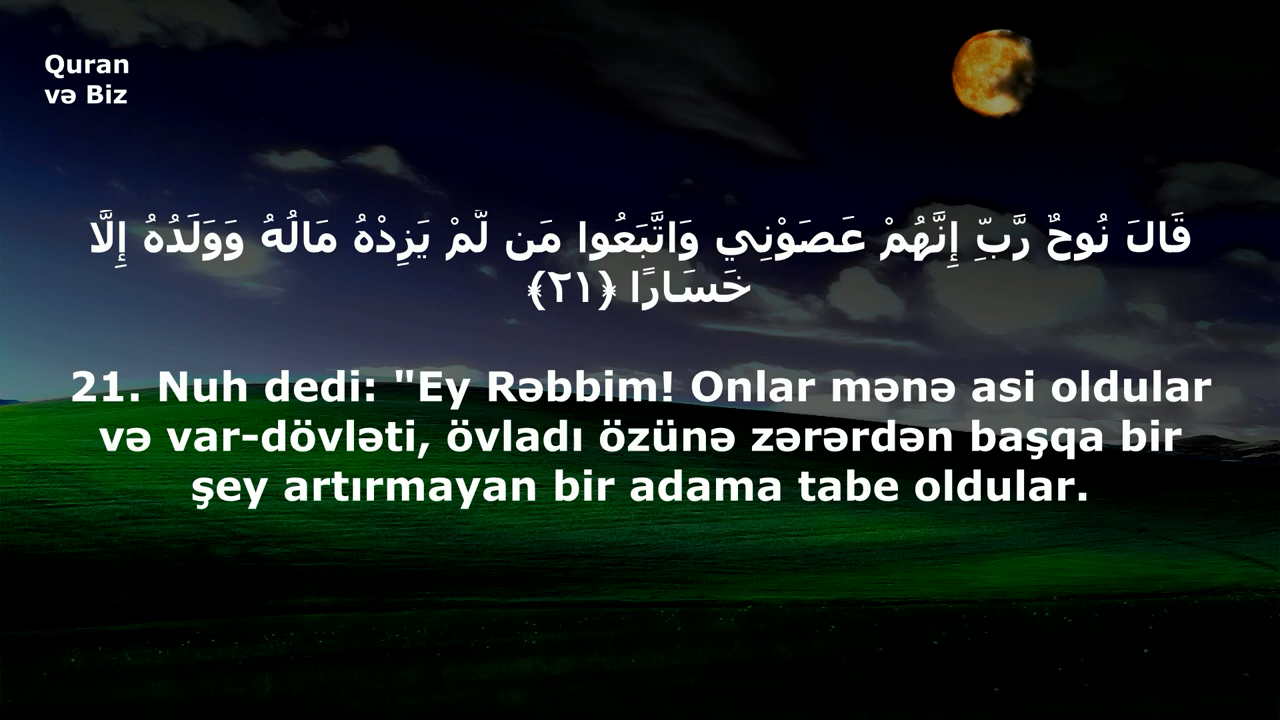 Quran
və Biz
قَالَ نُوحٌ رَّبِّ إِنَّهُمْ عَصَوْنِي وَاتَّبَعُوا مَن لَّمْ يَزِدْهُ مَالُهُ وَوَلَدُهُ إِلَّا
خَسَارًا ﴿٢١﴾
21. Nuh dedi: "Ey Rəbbim! Onlar mənə asi oldular
və var-dövləti, övladı özünə zərərdən başqa bir
şey artırmayan bir adama tabe oldular.